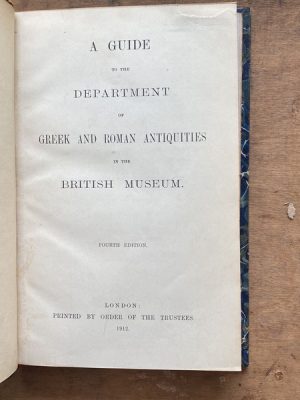 A GUIDE
TO THE
DEPARTMENT
OF
GREEK AND ROMAN ANTIQUITIES
IN THE
BRITISH MUSEUM.
FOURTH EDITION.
LONDON:
PRINTED BY ORDER OF THE TRUSTEES.
1912.